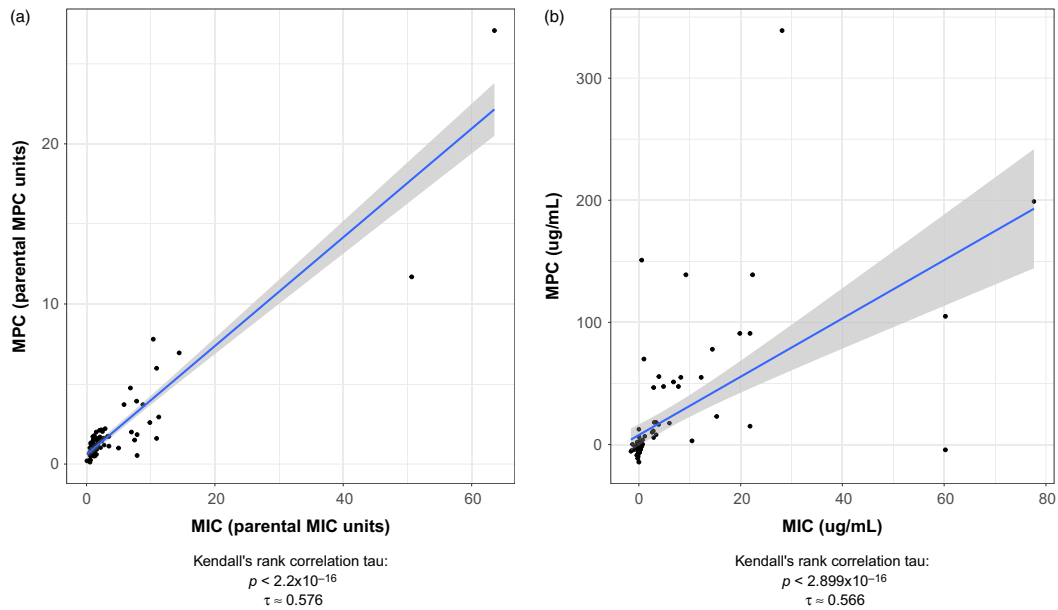 (a)
MPC (parental MPC units)
20
10
0
0
20
40
60
MIC (parental MIC units)
Kendall's rank correlation tau:
p < 2.2x10⁻¹⁶
τ ≈ 0.576
(b)
MPC (ug/mL)
300
200
100
0
0
20
40
60
80
MIC (ug/mL)
Kendall's rank correlation tau:
p < 2.899x10⁻¹⁶
τ ≈ 0.566